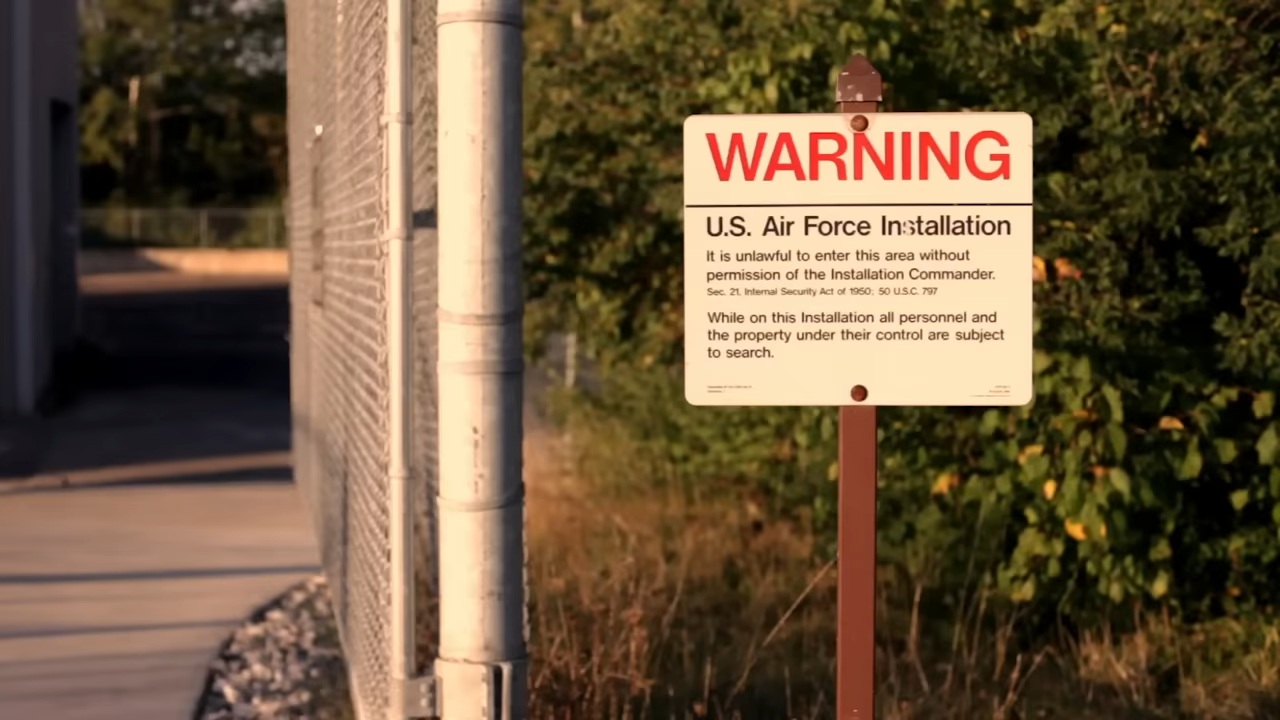 WARNING
U.S. Air Force Installation
It is unlawful to enter this area without
permission of the Installation Commander.
Sec. 21, Internal Security Act of 1950; 50 U.S.C. 797
While on this Installation all personnel and
the property under their control are subject
to search.